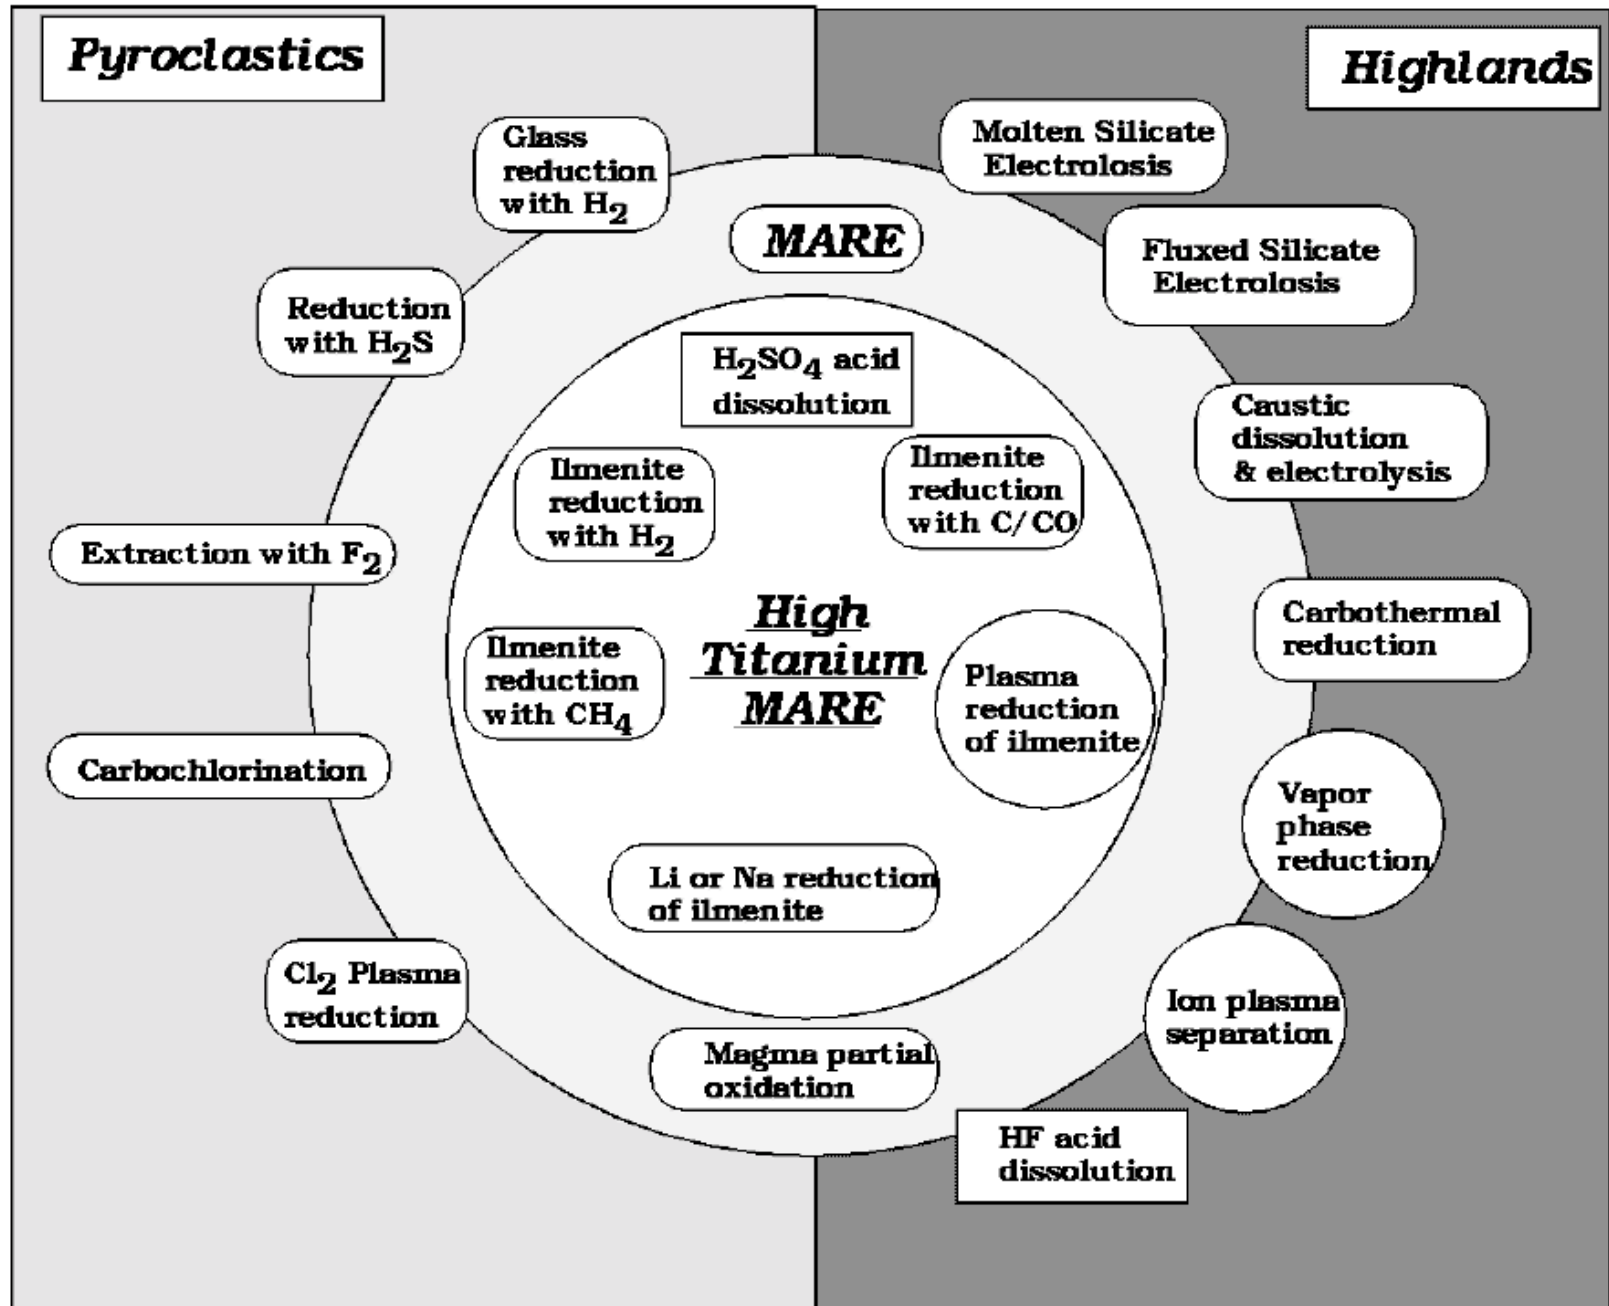 Pyroclastics
Highlands
Glass
reduction
with H₂
Molten Silicate
Electrolosis
MARE
Fluxed Silicate
Electrolosis
Reduction
with H₂S
H₂SO₄ acid
dissolution
Caustic
dissolution
& electrolysis
Ilmenite
reduction
with H₂
Ilmenite
reduction
with C/CO
Extraction with F₂
High
Titanium
MARE
Carbothermal
reduction
Ilmenite
reduction
with CH₄
Plasma
reduction
of ilmenite
Carbochlorination
Vapor
phase
reduction
Li or Na reduction
of ilmenite
Cl₂ Plasma
reduction
Ion plasma
separation
Magma partial
oxidation
HF acid
dissolution